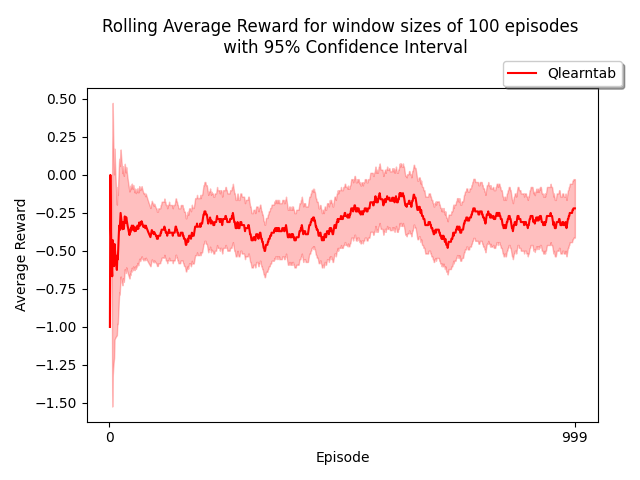 Rolling Average Reward for window sizes of 100 episodes
with 95% Confidence Interval
Qlearntab
0.50
0.25
0.00
−0.25
−0.50
−0.75
−1.00
−1.25
−1.50
Average Reward
0 999
Episode